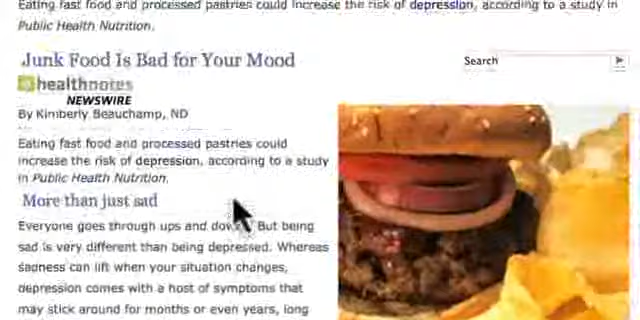 Eating fast food and processed pastries could increase the risk of depression, according to a study in
Public Health Nutrition.
Junk Food Is Bad for Your Mood
Search
healthnotes
NEWSWIRE
By Kimberly Beauchamp, ND
Eating fast food and processed pastries could
increase the risk of depression, according to a study
in Public Health Nutrition.
More than just sad
Everyone goes through ups and But being
sad is very different than being depressed. Whereas
sadness can lift when your situation changes,
depression comes with a host of symptoms that
may stick around for months or even years, long